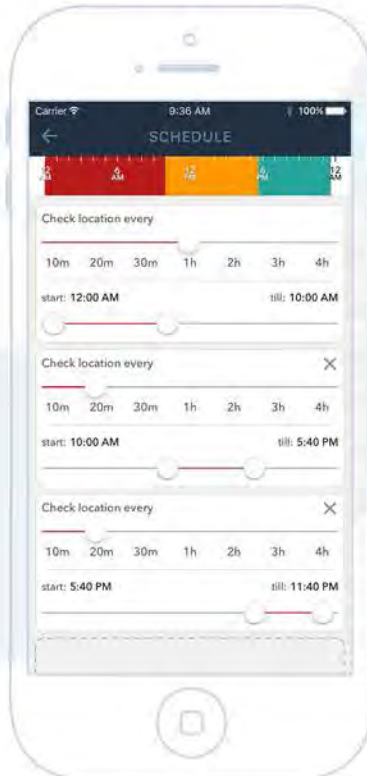 Carrier 9:36 AM 100%
SCHEDULE
12 AM 6 AM 12 PM 6 PM 12 AM
Check location every
10m 20m 30m 1h 2h 3h 4h
start: 12:00 AM till: 10:00 AM
Check location every
10m 20m 30m 1h 2h 3h 4h
start: 10:00 AM till: 5:40 PM
Check location every
10m 20m 30m 1h 2h 3h 4h
start: 5:40 PM till: 11:40 PM